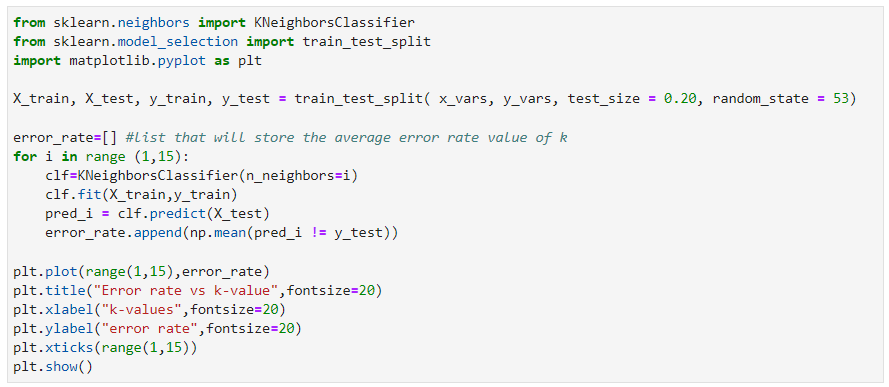 from sklearn.neighbors import KNeighborsClassifier
from sklearn.model_selection import train_test_split
import matplotlib.pyplot as plt

X_train, X_test, y_train, y_test = train_test_split( x_vars, y_vars, test_size = 0.20, random_state = 53)

error_rate=[] #list that will store the average error rate value of k
for i in range (1,15):
    clf=KNeighborsClassifier(n_neighbors=i)
    clf.fit(X_train,y_train)
    pred_i = clf.predict(X_test)
    error_rate.append(np.mean(pred_i != y_test))

plt.plot(range(1,15),error_rate)
plt.title("Error rate vs k-value",fontsize=20)
plt.xlabel("k-values",fontsize=20)
plt.ylabel("error rate",fontsize=20)
plt.xticks(range(1,15))
plt.show()